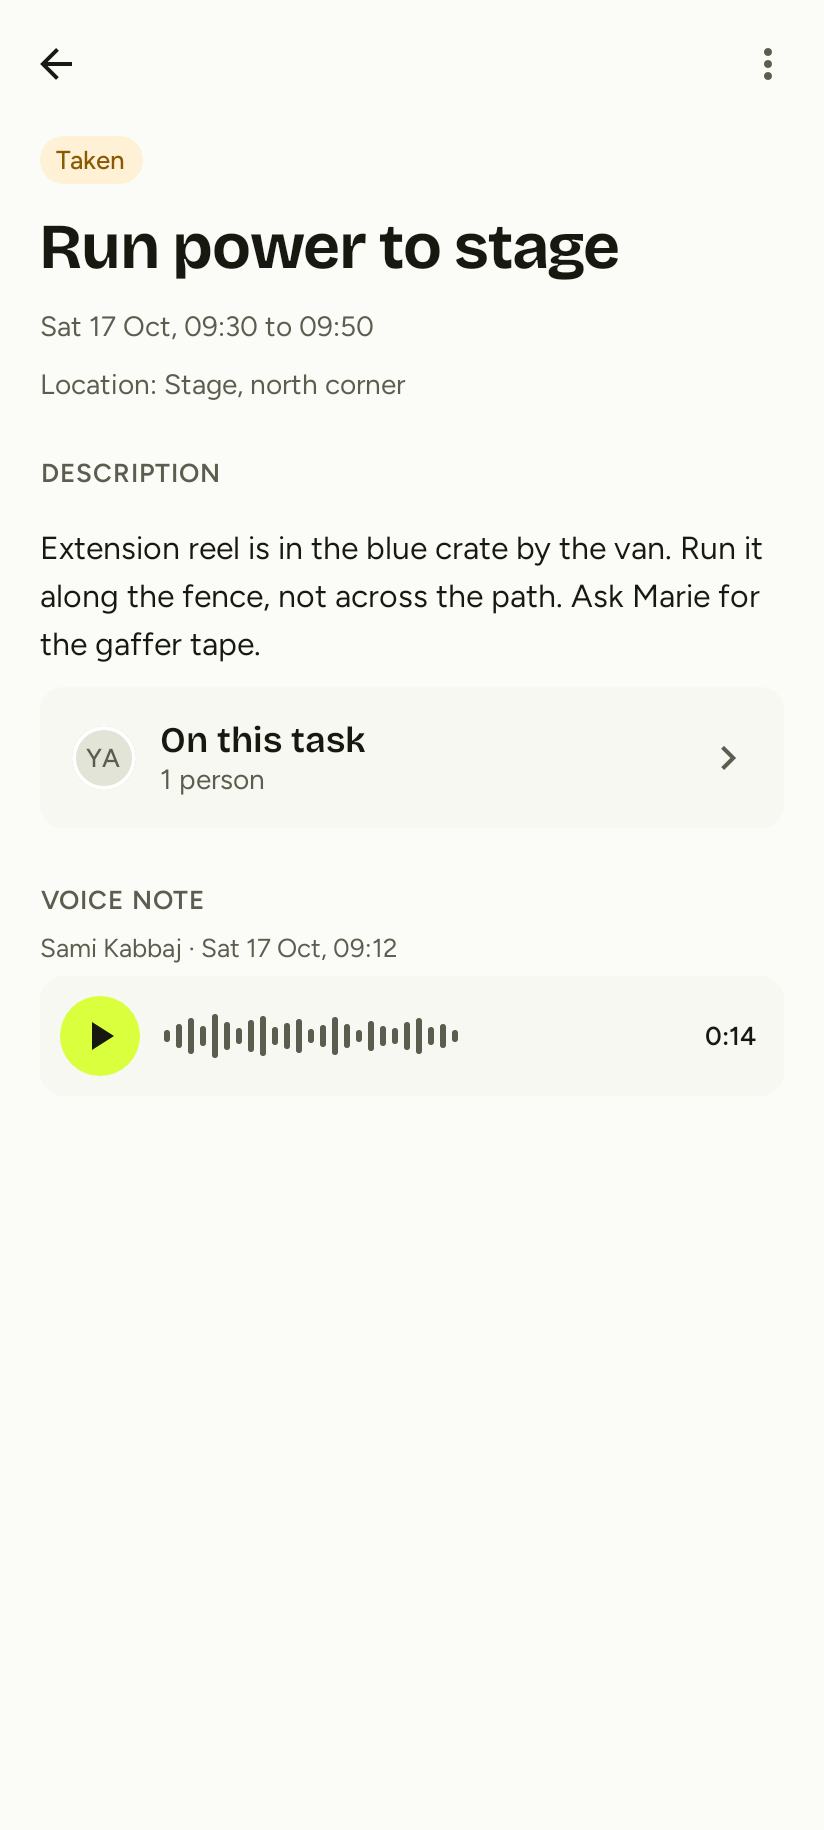 Taken
Run power to stage
Sat 17 Oct, 09:30 to 09:50
Location: Stage, north corner
DESCRIPTION
Extension reel is in the blue crate by the van. Run it
along the fence, not across the path. Ask Marie for
the gaffer tape.
YA
On this task
1 person
VOICE NOTE
Sami Kabbaj · Sat 17 Oct, 09:12
0:14